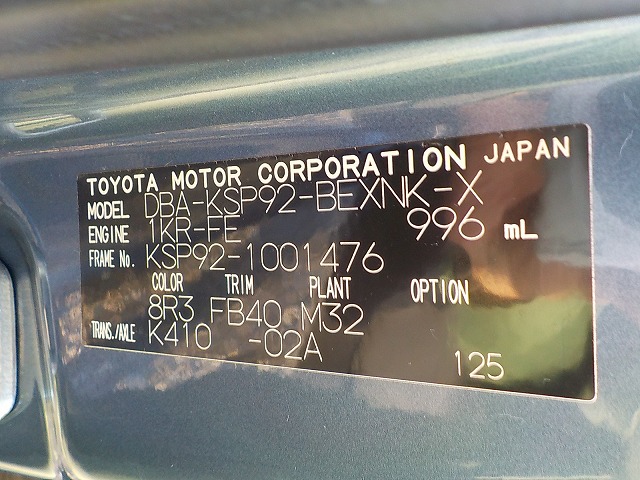 TOYOTA MOTOR CORPORATION JAPAN
MODEL DBA-KSP92-BEXNK-X
ENGINE 1KR-FE 996 mL
FRAME No. KSP92-1001476
COLOR TRIM PLANT OPTION
8R3 FB40 M32
TRANS./AXLE K410 -02A
125